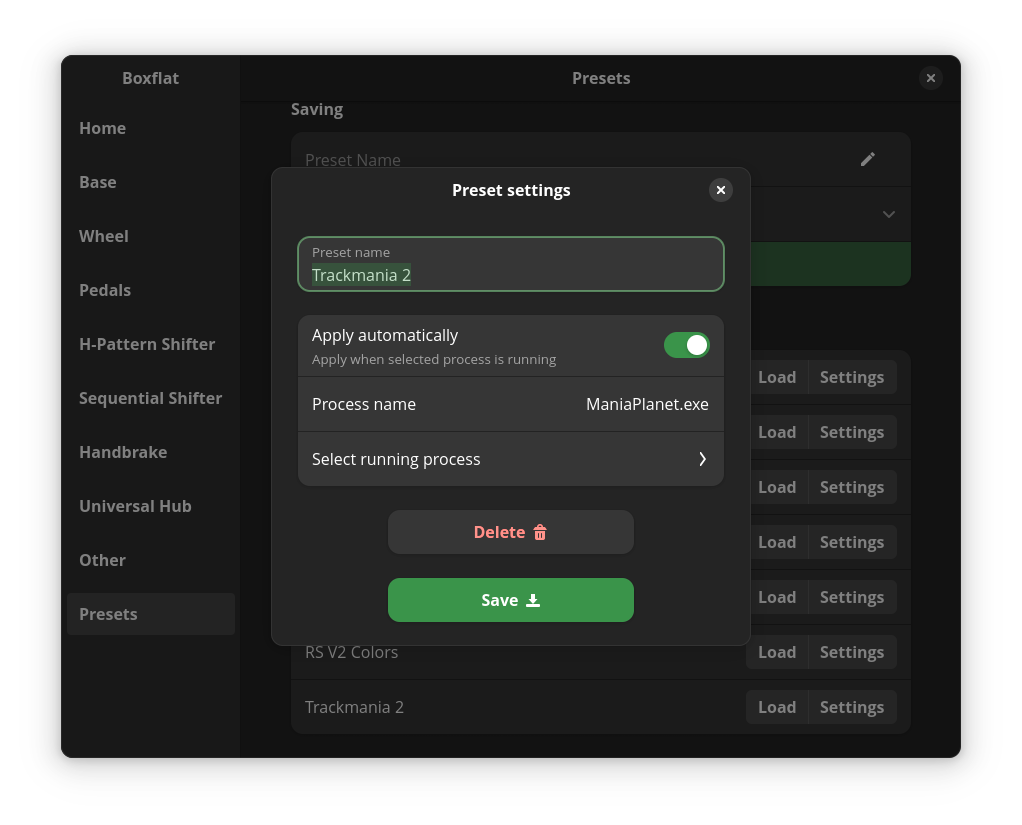 Boxflat
Presets
Home
Base
Wheel
Pedals
H-Pattern Shifter
Sequential Shifter
Handbrake
Universal Hub
Other
Presets
Saving
Preset Name
Preset settings
Preset name
Trackmania 2
Apply automatically
Apply when selected process is running
Process name ManiaPlanet.exe
Select running process
Delete
Save
Load Settings
Load Settings
Load Settings
Load Settings
Load Settings
RS V2 Colors Load Settings
Trackmania 2 Load Settings